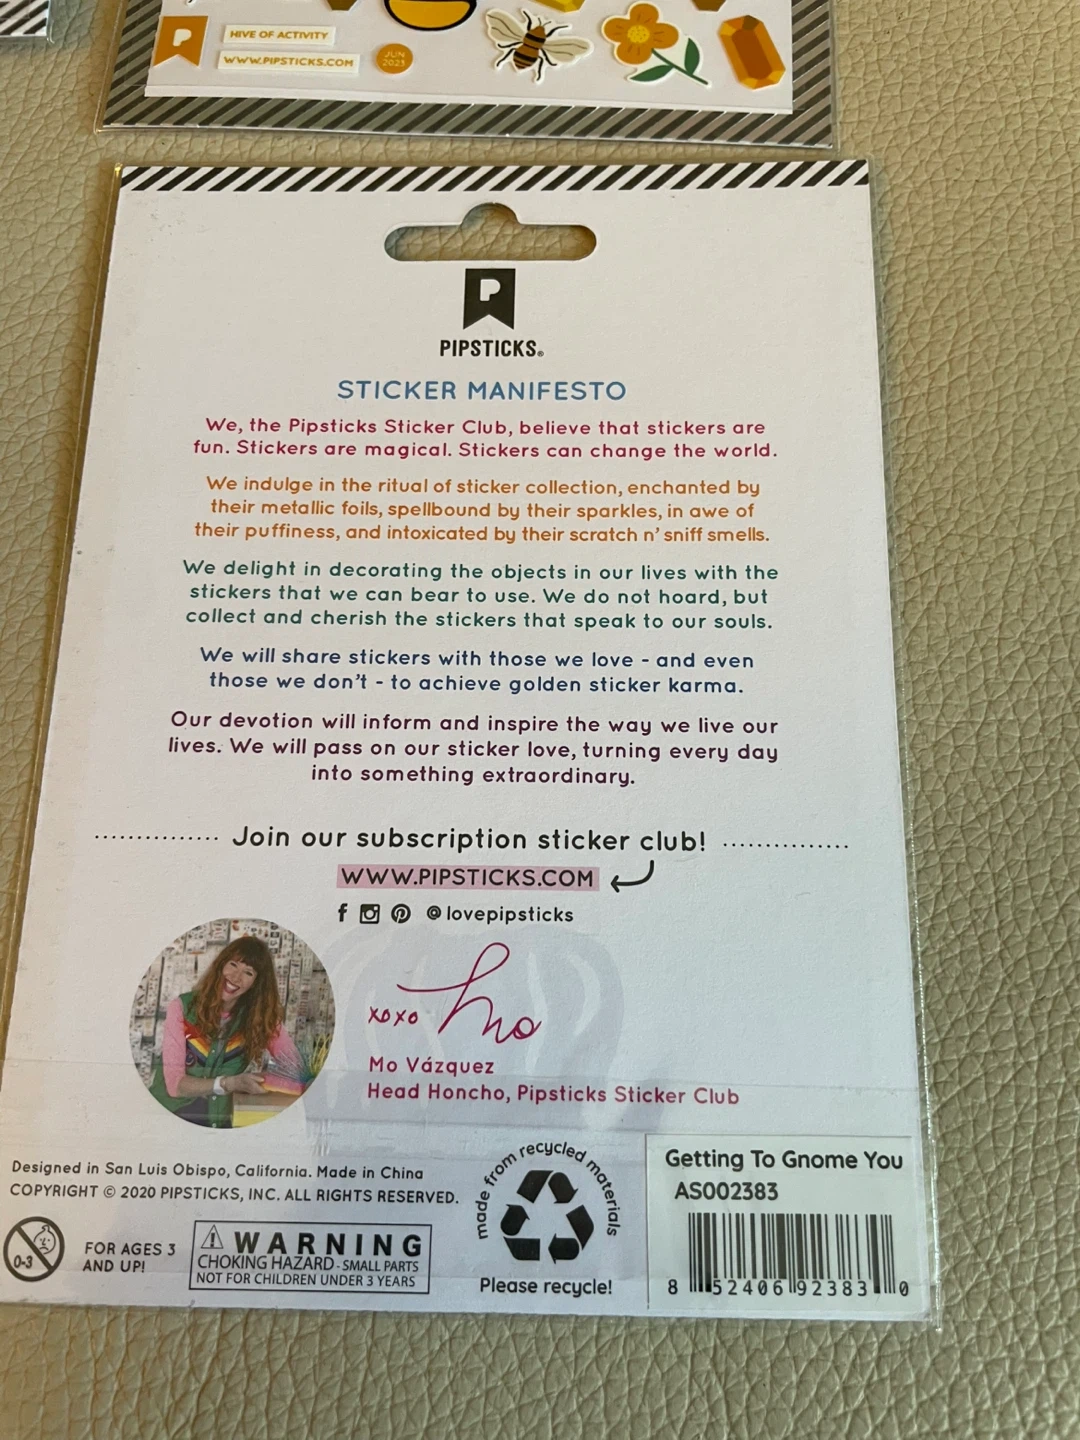 P
HIVE OF ACTIVITY
WWW.PIPSTICKS.COM
JUN
2023
P
PIPSTICKS®
STICKER MANIFESTO
We, the Pipsticks Sticker Club, believe that stickers are
fun. Stickers are magical. Stickers can change the world.
We indulge in the ritual of sticker collection, enchanted by
their metallic foils, spellbound by their sparkles, in awe of
their puffiness, and intoxicated by their scratch n' sniff smells.
We delight in decorating the objects in our lives with the
stickers that we can bear to use. We do not hoard, but
collect and cherish the stickers that speak to our souls.
We will share stickers with those we love - and even
those we don't - to achieve golden sticker karma.
Our devotion will inform and inspire the way we live our
lives. We will pass on our sticker love, turning every day
into something extraordinary.
Join our subscription sticker club!
WWW.PIPSTICKS.COM
@lovepipsticks
xoxo Mo
Mo Vázquez
Head Honcho, Pipsticks Sticker Club
Designed in San Luis Obispo, California. Made in China
COPYRIGHT © 2020 PIPSTICKS, INC. ALL RIGHTS RESERVED.
0-3
FOR AGES 3
AND UP!
WARNING
CHOKING HAZARD - SMALL PARTS
NOT FOR CHILDREN UNDER 3 YEARS
made from recycled materials
Please recycle!
Getting To Gnome You
AS002383
8 52406 92383 0